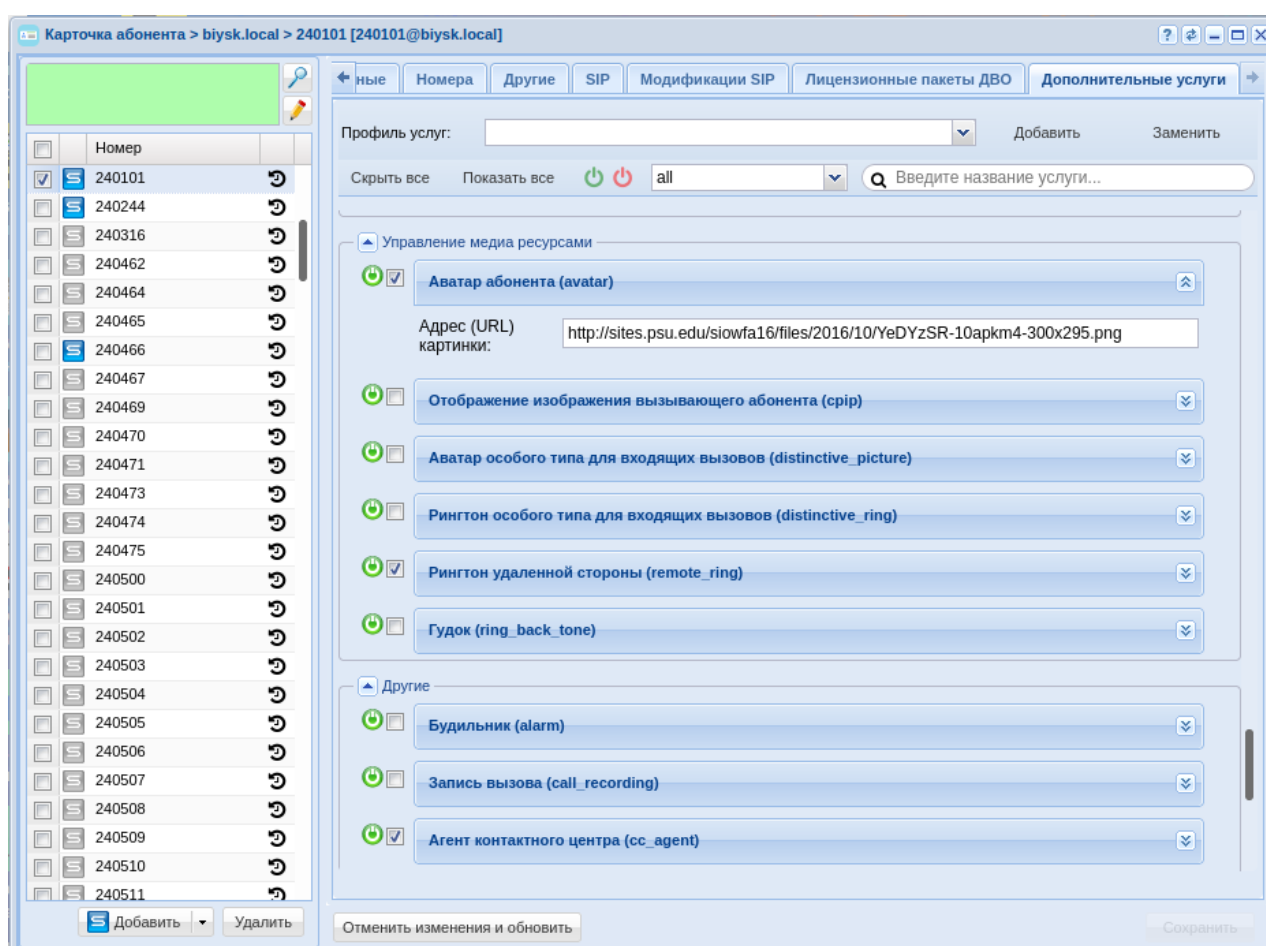 Карточка абонента > biysk.local > 240101 [240101@biysk.local]
ные Номера Другие SIP Модификации SIP Лицензионные пакеты ДВО Дополнительные услуги
Профиль услуг: Добавить Заменить
Скрыть все Показать все all Введите название услуги...
Номер
240101
240244
240316
240462
240464
240465
240466
240467
240469
240470
240471
240473
240474
240475
240500
240501
240502
240503
240504
240505
240506
240507
240508
240509
240510
240511
Добавить Удалить
Управление медиа ресурсами
Аватар абонента (avatar)
Адрес (URL)
картинки:
http://sites.psu.edu/siowfa16/files/2016/10/YeDYzSR-10apkm4-300x295.png
Отображение изображения вызывающего абонента (cpip)
Аватар особого типа для входящих вызовов (distinctive_picture)
Рингтон особого типа для входящих вызовов (distinctive_ring)
Рингтон удаленной стороны (remote_ring)
Гудок (ring_back_tone)
Другие
Будильник (alarm)
Запись вызова (call_recording)
Агент контактного центра (cc_agent)
Отменить изменения и обновить Сохранить